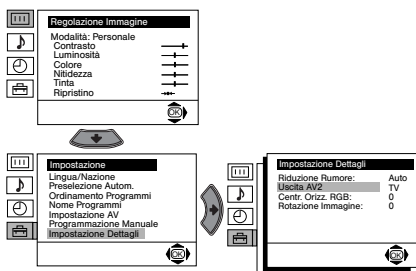 Regolazione Immagine
Modalità: Personale
Contrasto
Luminosità
Colore
Nitidezza
Tinta
Ripristino
OK
Impostazione
Lingua/Nazione
Preselezione Autom.
Ordinamento Programmi
Nome Programmi
Impostazione AV
Programmazione Manuale
Impostazione Dettagli
OK
Impostazione Dettagli
Riduzione Rumore: Auto
Uscita AV2 TV
Centr. Orizz. RGB: 0
Rotazione Immagine: 0
OK